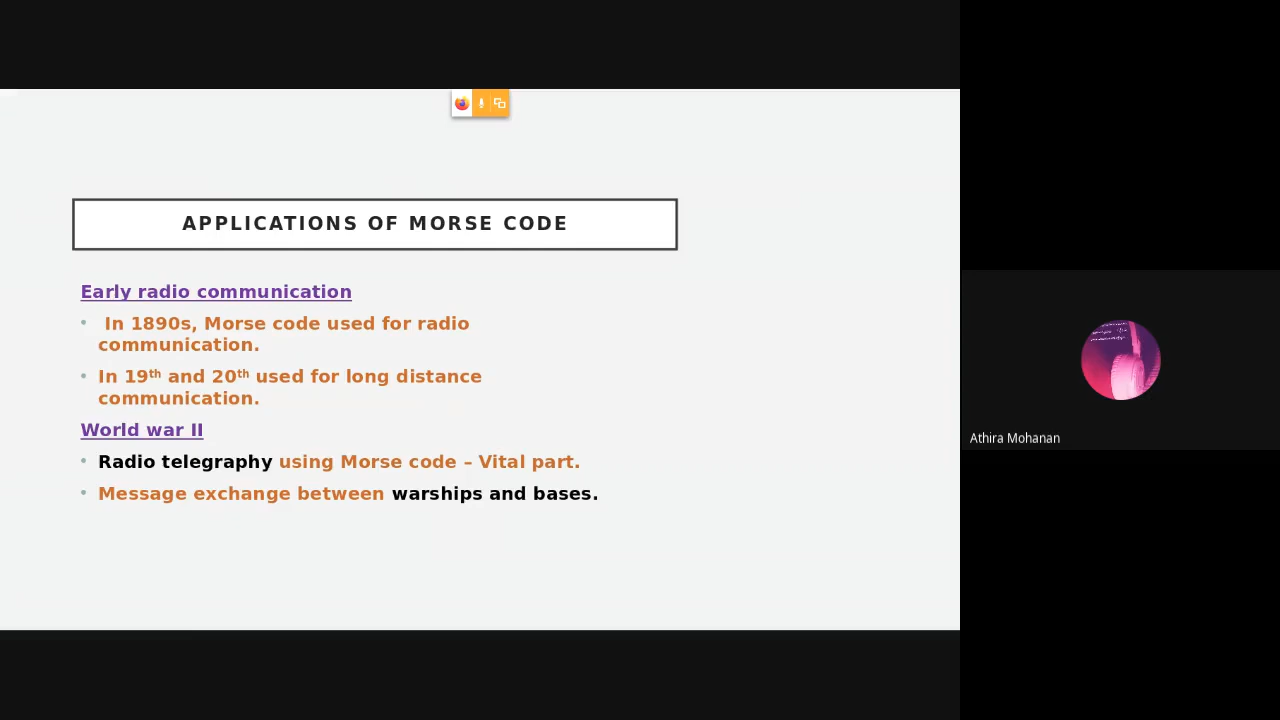 APPLICATIONS OF MORSE CODE
Early radio communication
• In 1890s, Morse code used for radio
communication.
• In 19th and 20th used for long distance
communication.
World war II
• Radio telegraphy using Morse code – Vital part.
• Message exchange between warships and bases.
Athira Mohanan